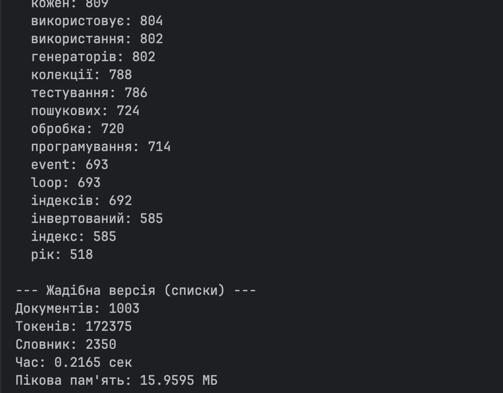 кожен: 809
використовує: 804
використання: 802
генераторів: 802
колекції: 788
тестування: 786
пошукових: 724
обробка: 720
програмування: 714
event: 693
loop: 693
індексів: 692
інвертований: 585
індекс: 585
рік: 518
--- Жадібна версія (списки) ---
Документів: 1003
Токенів: 172375
Словник: 2350
Час: 0.2165 сек
Пікова пам'ять: 15.9595 МБ